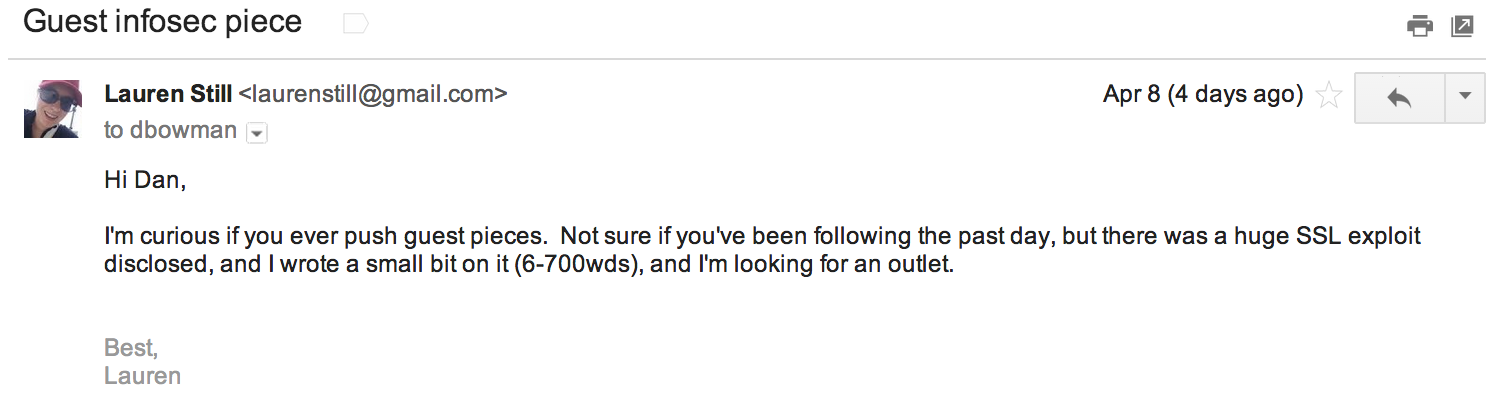 Guest infosec piece
Lauren Still <laurenstill@gmail.com>
Apr 8 (4 days ago)
to dbowman
Hi Dan,
I'm curious if you ever push guest pieces.  Not sure if you've been following the past day, but there was a huge SSL exploit
disclosed, and I wrote a small bit on it (6-700wds), and I'm looking for an outlet.
Best,
Lauren